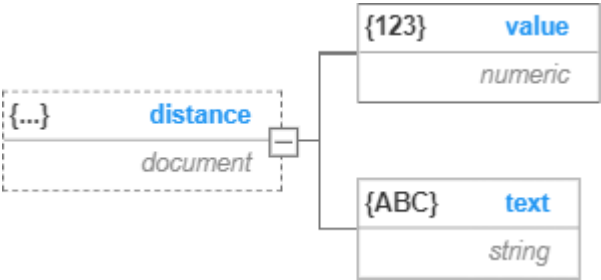 {123} value
numeric
{...} distance
document
{ABC} text
string